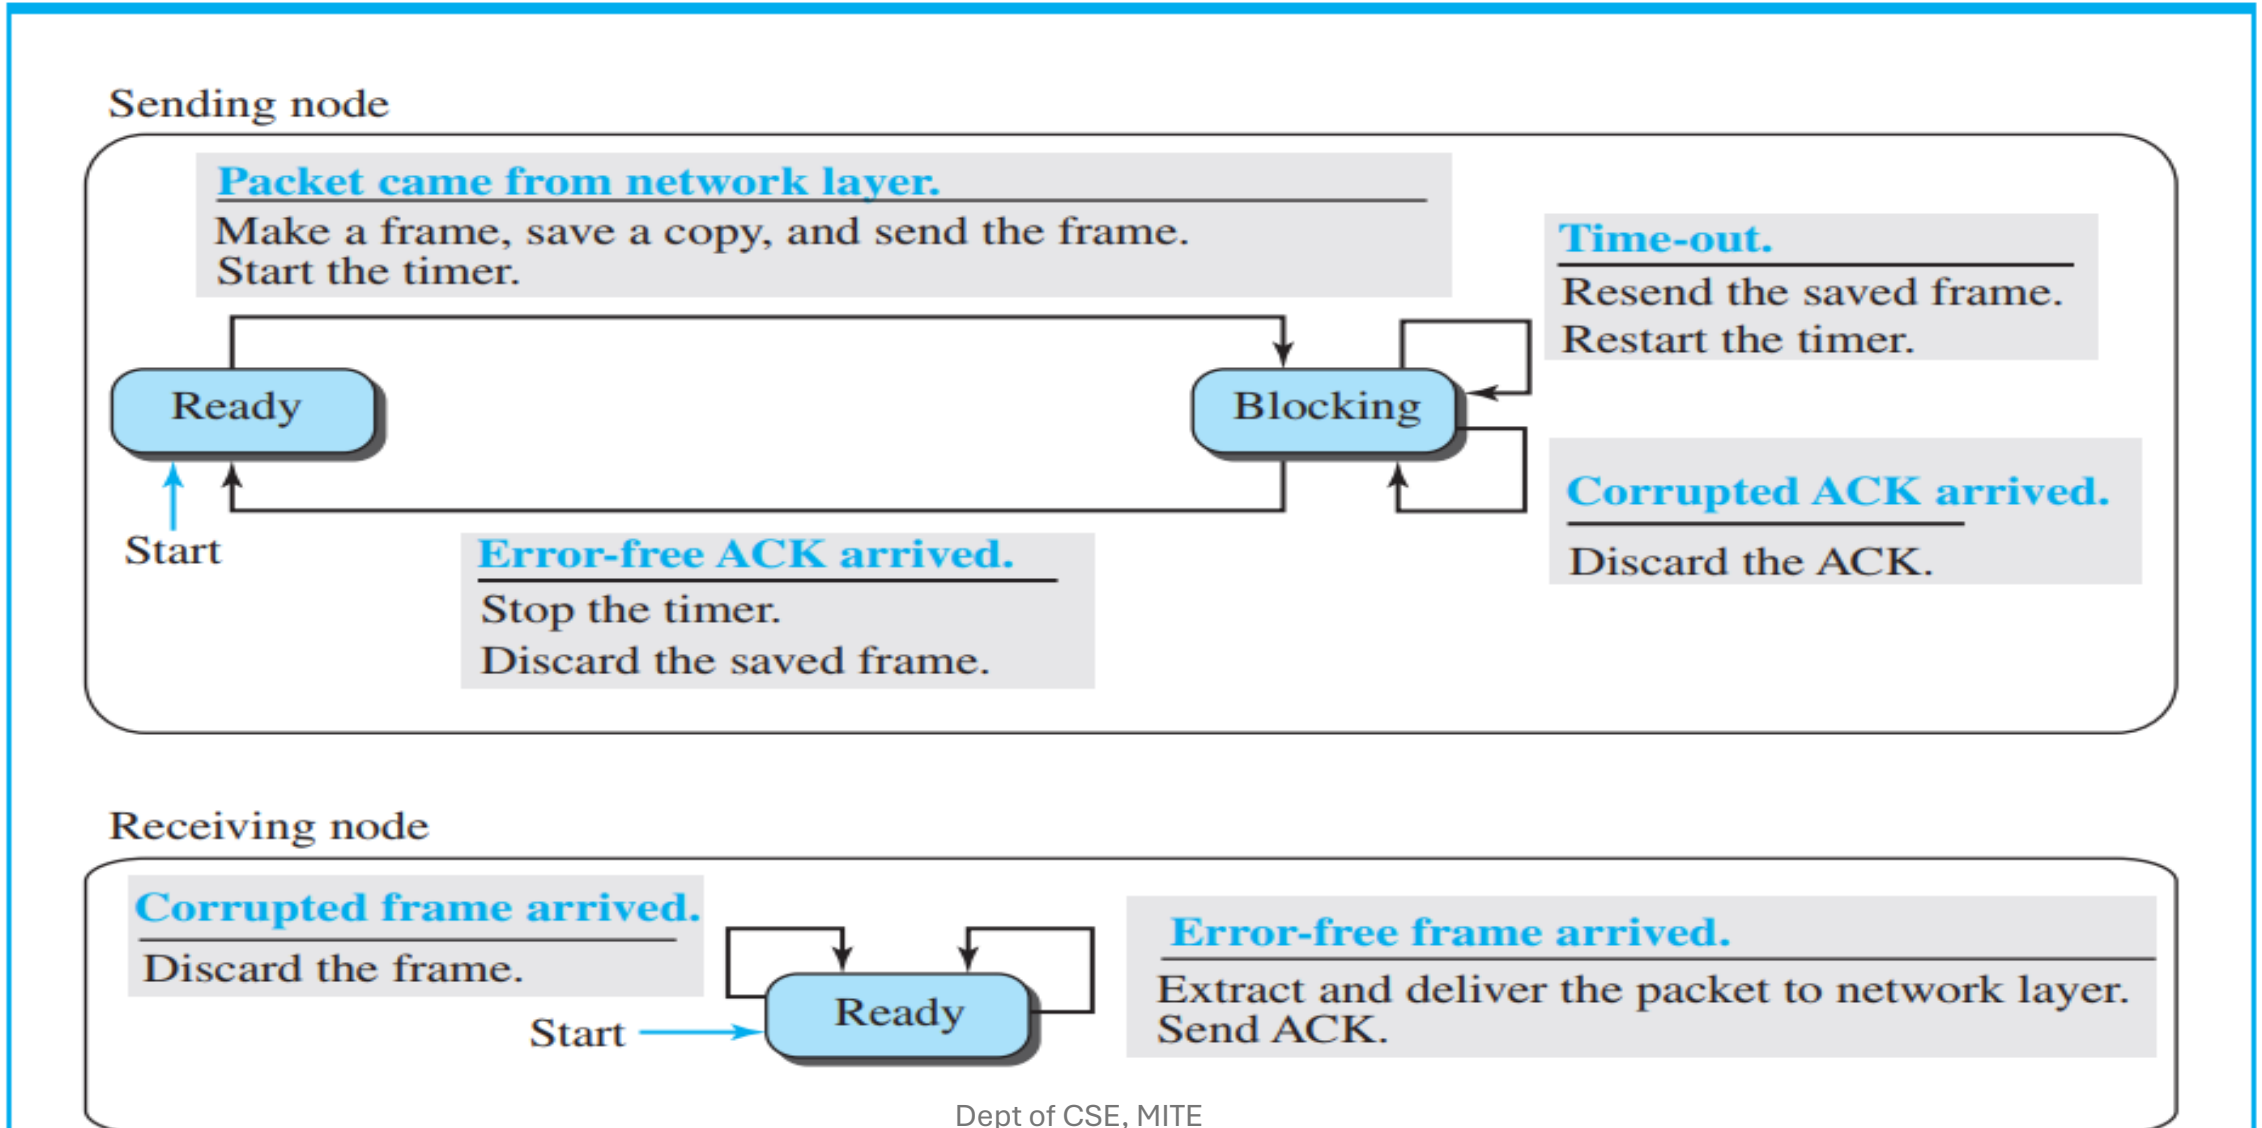 Sending node
Packet came from network layer.
Make a frame, save a copy, and send the frame.
Start the timer.
Time-out.
Resend the saved frame.
Restart the timer.
Ready
Blocking
Start
Error-free ACK arrived.
Stop the timer.
Discard the saved frame.
Corrupted ACK arrived.
Discard the ACK.
Receiving node
Corrupted frame arrived.
Discard the frame.
Start
Ready
Error-free frame arrived.
Extract and deliver the packet to network layer.
Send ACK.
Dept of CSE, MITE